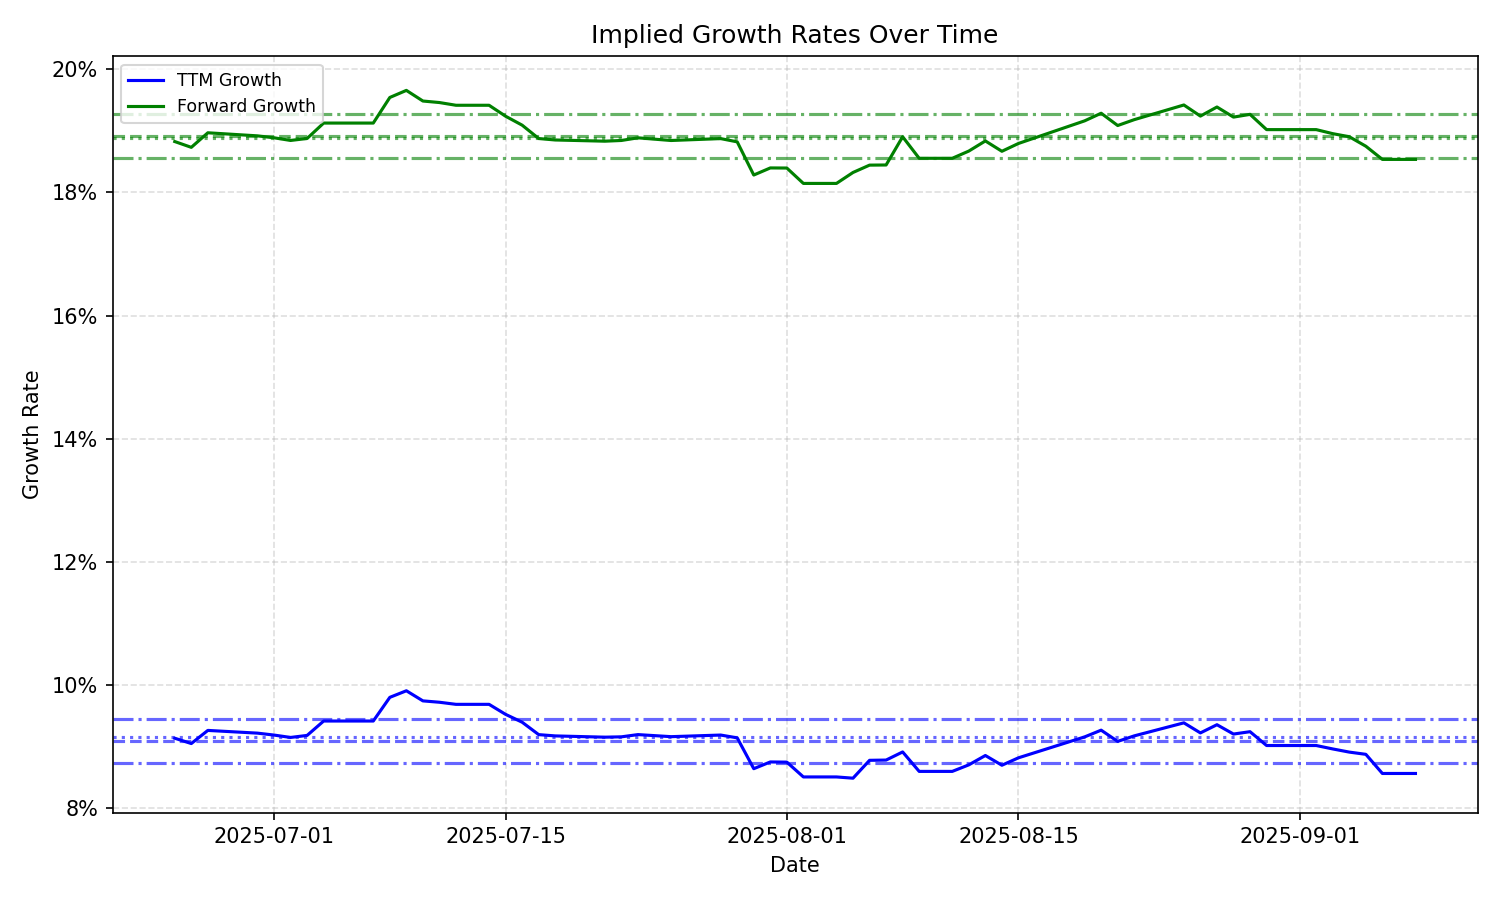 Implied Growth Rates Over Time
TTM Growth
Forward Growth
Growth Rate
20%
18%
16%
14%
12%
10%
8%
2025-07-01
2025-07-15
2025-08-01
2025-08-15
2025-09-01
Date